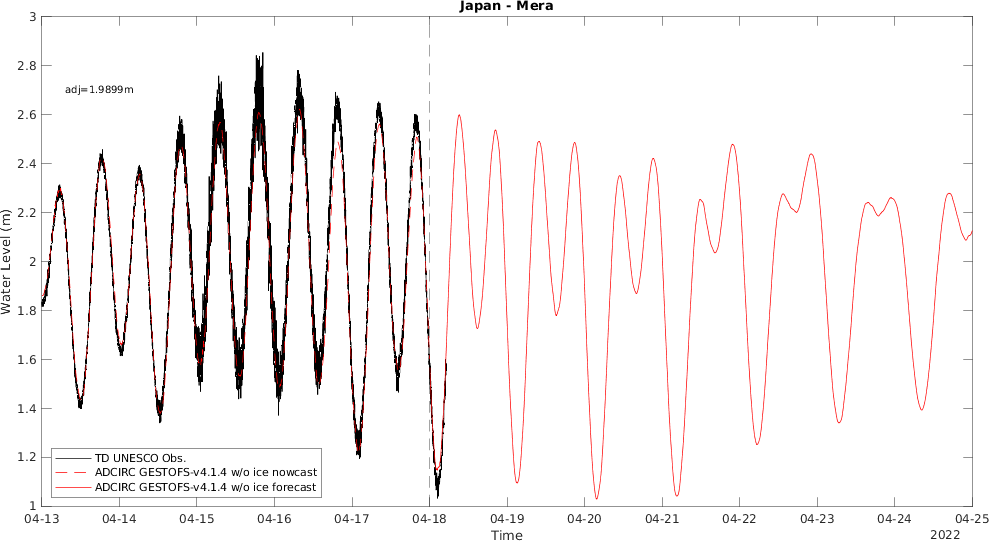 Japan - Mera
3
2.8
2.6
2.4
2.2
2
1.8
1.6
1.4
1.2
1
Water Level (m)
adj=1.9899m
TD UNESCO Obs.
ADCIRC GESTOFS-v4.1.4 w/o ice nowcast
ADCIRC GESTOFS-v4.1.4 w/o ice forecast
04-13 04-14 04-15 04-16 04-17 04-18 04-19 04-20 04-21 04-22 04-23 04-24 04-25
Time
2022